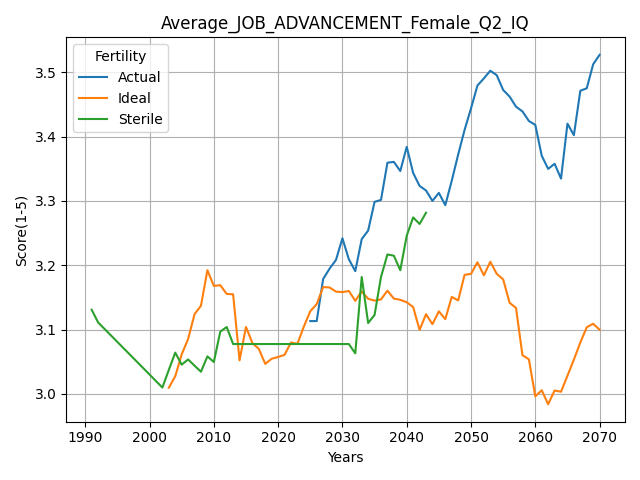 Average_JOB_ADVANCEMENT_Female_Q2_IQ
Fertility
Actual
Ideal
Sterile
Score(1-5)
3.5
3.4
3.3
3.2
3.1
3.0
1990 2000 2010 2020 2030 2040 2050 2060 2070
Years